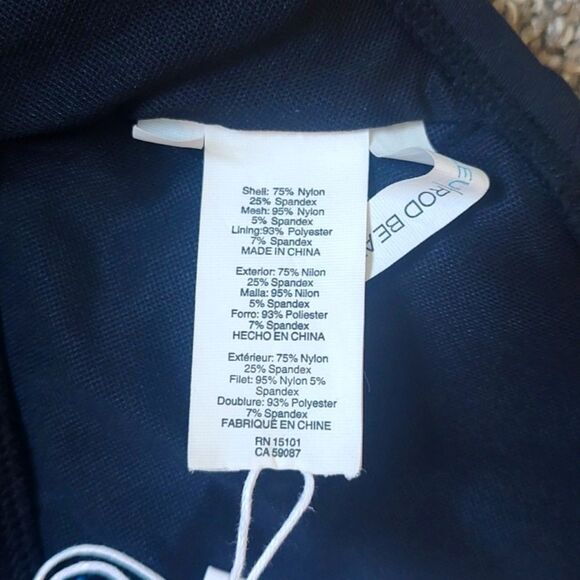 Shell: 75% Nylon
25% Spandex
Mesh: 95% Nylon
5% Spandex
Lining:93% Polyester
7% Spandex
MADE IN CHINA
Exterior: 75% Nilon
25% Spandex
Malla: 95% Nilon
5% Spandex
Forro: 93% Poliester
7% Spandex
HECHO EN CHINA
Extérieur: 75% Nylon
25% Spandex
Filet: 95% Nylon 5%
Spandex
Doublure: 93% Polyester
7% Spandex
FABRIQUÉ EN CHINE
RN 15101
CA 59087
ROD BEA